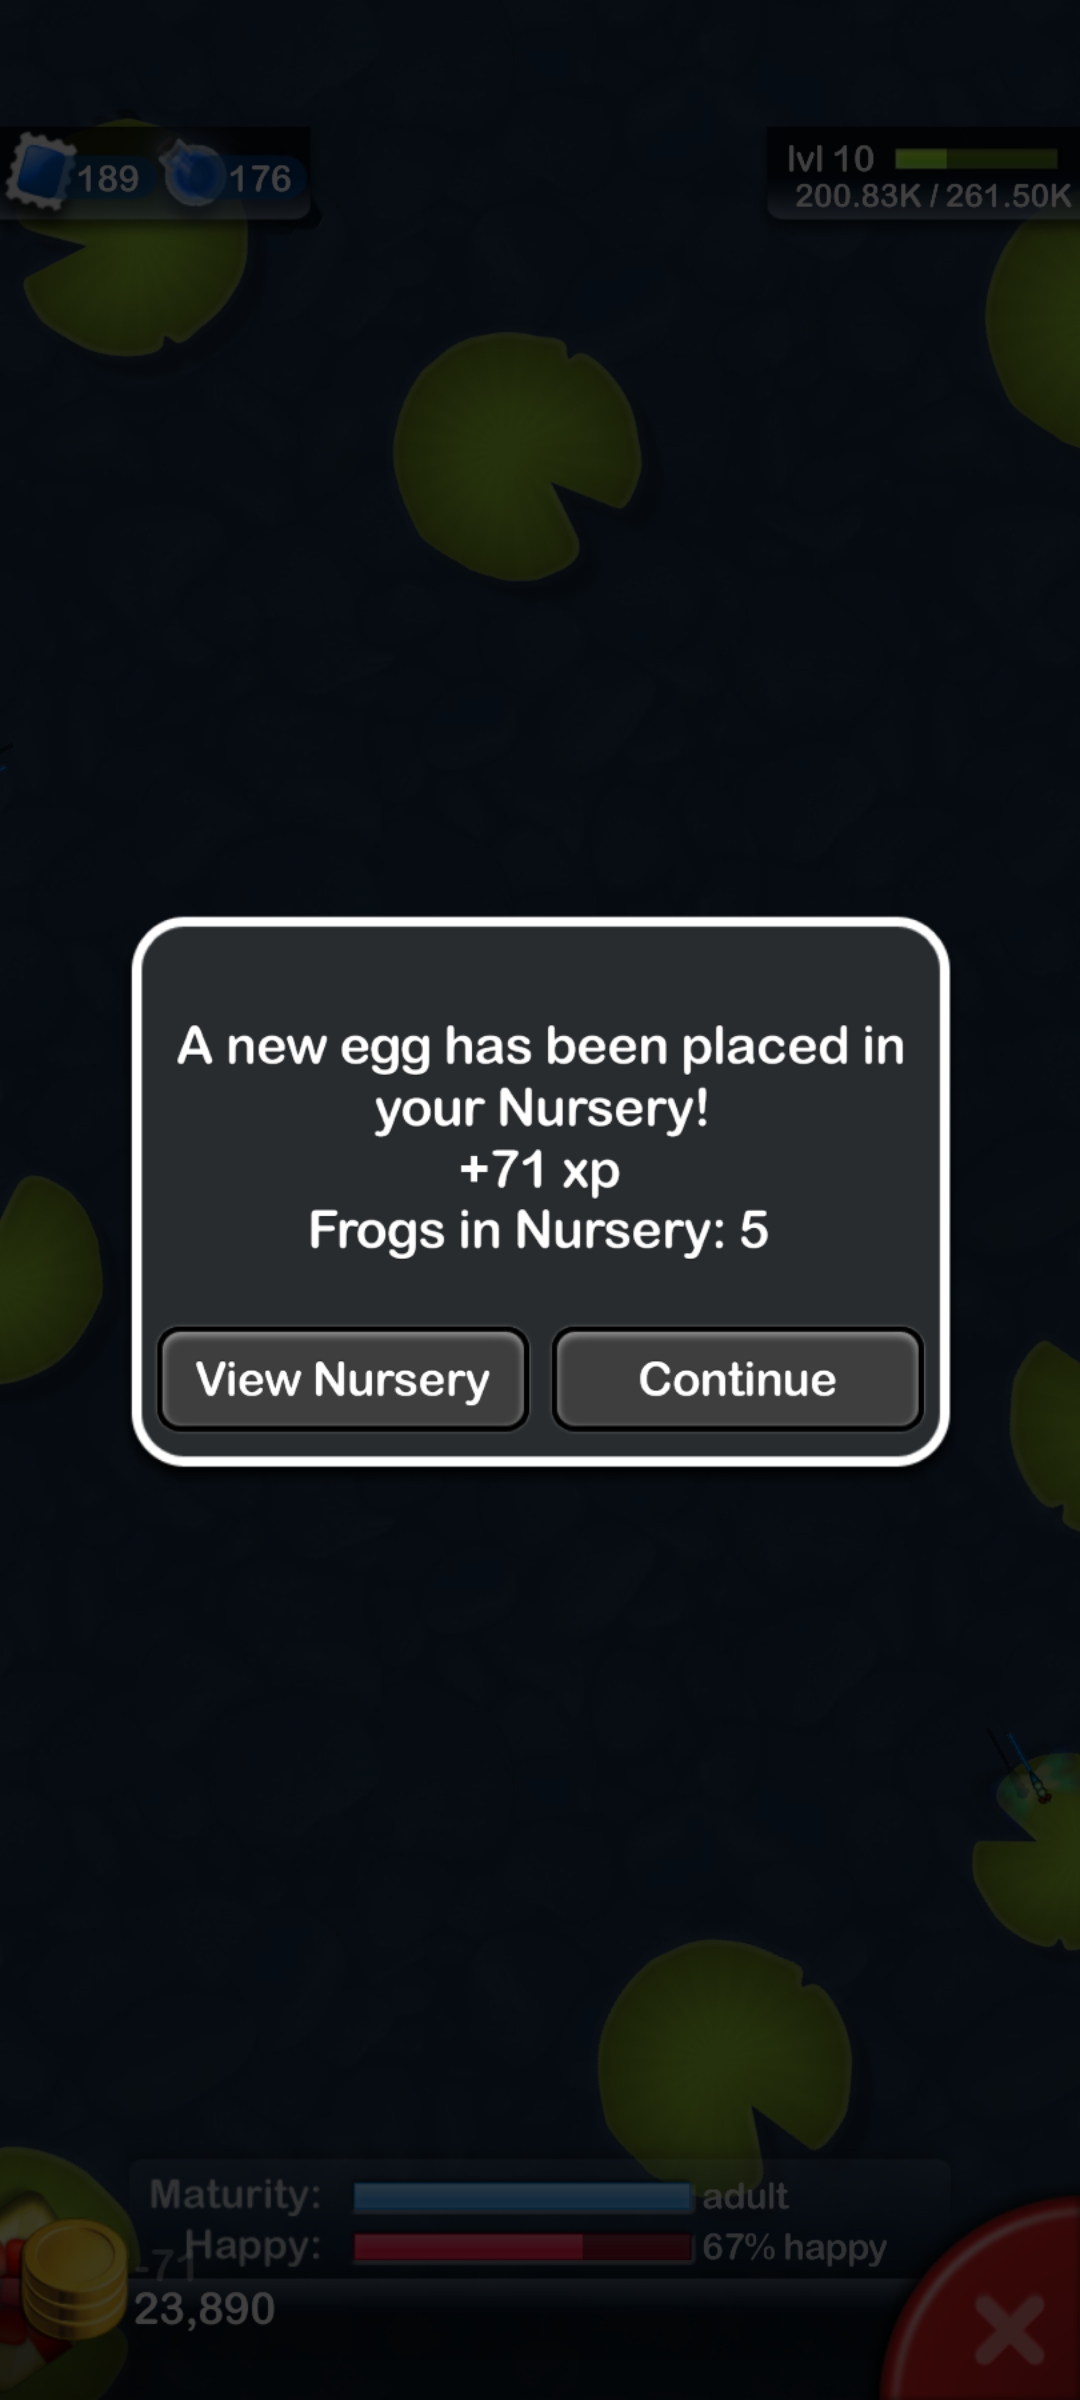 189
176
lvl 10
200.83K / 261.50K
A new egg has been placed in
your Nursery!
+71 xp
Frogs in Nursery: 5
View Nursery
Continue
Maturity:
adult
Happy:
67% happy
-71
23,890